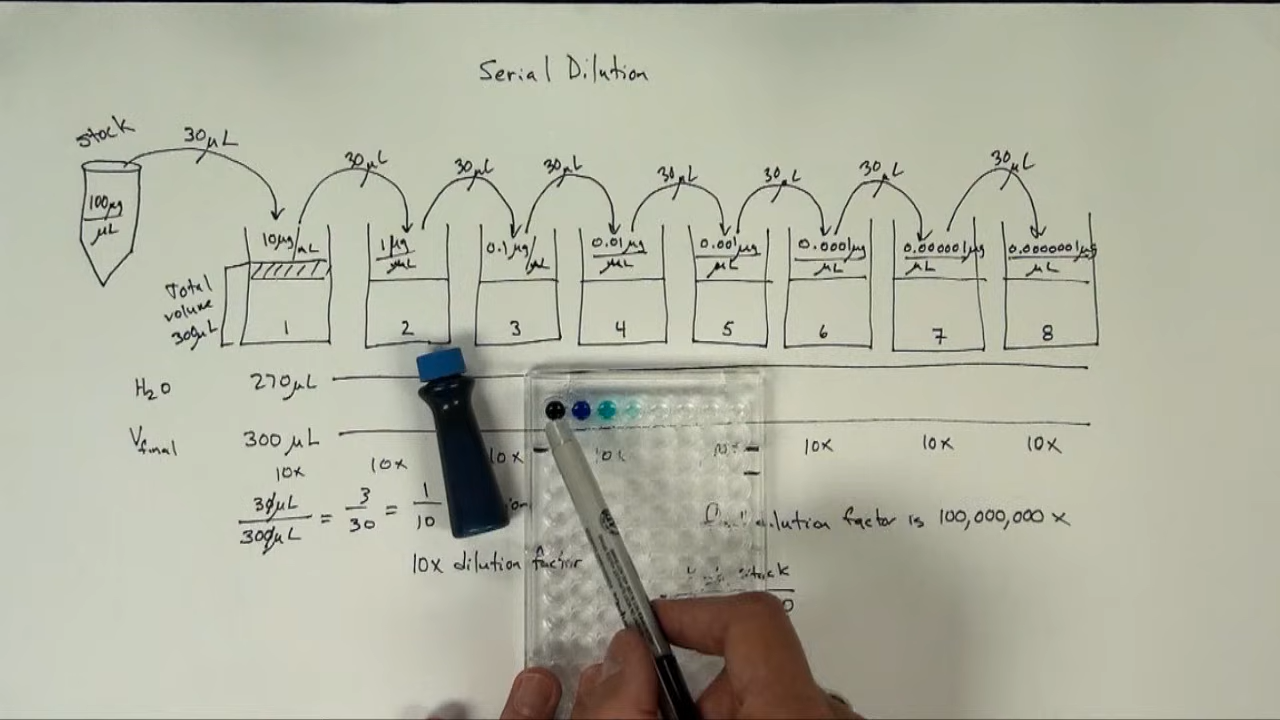 Serial Dilution
Stock
30µL 30µL 30µL 30µL 30µL 30µL 30µL 30µL
100µg/µL
10µg/µL 1µg/µL 0.1µg/µL 0.01µg/µL 0.001µg/µL 0.0001µg/µL 0.000001µg/µL 0.0000001µg/µL
Total
volume
300µL
1 2 3 4 5 6 7 8
H₂O 270µL
Vfinal 300µL
10x 10x 10x 10x 10x 10x 10x
30µL/300µL = 3/30 = 1/10
dilution factor is 100,000,000x
10x dilution factor